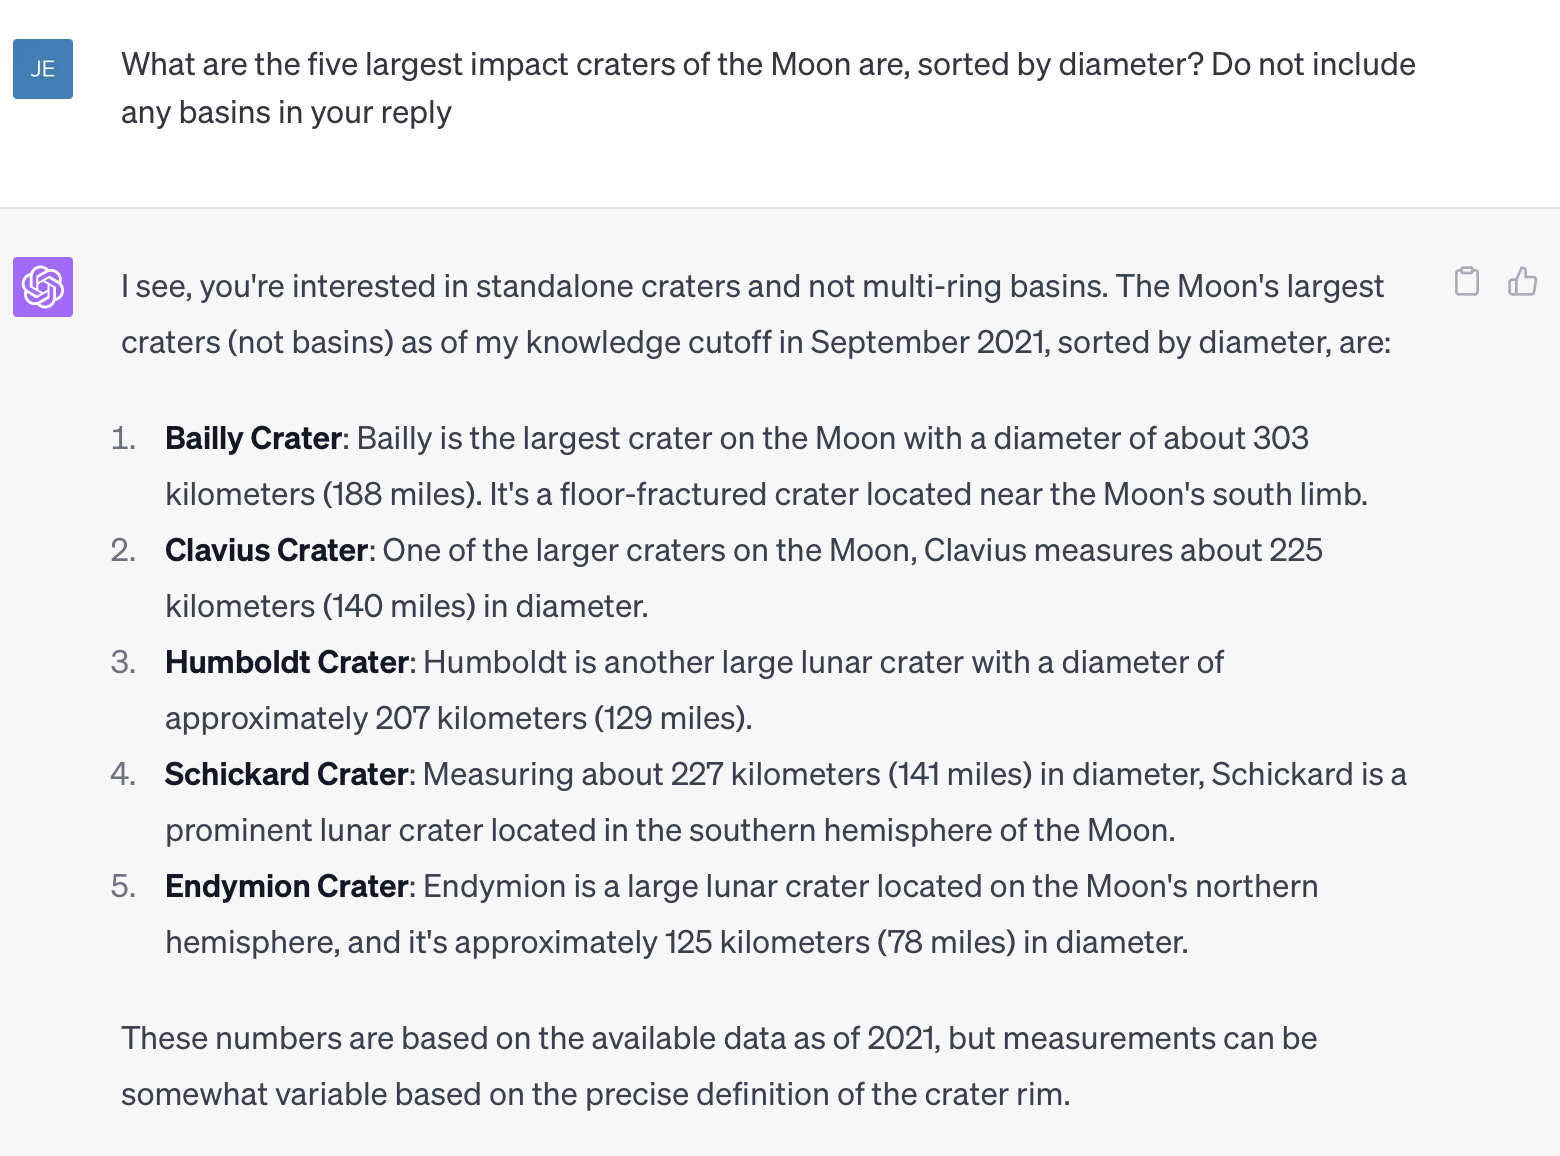 JE
What are the five largest impact craters of the Moon are, sorted by diameter? Do not include
any basins in your reply
I see, you're interested in standalone craters and not multi-ring basins. The Moon's largest
craters (not basins) as of my knowledge cutoff in September 2021, sorted by diameter, are:
1. Bailly Crater: Bailly is the largest crater on the Moon with a diameter of about 303
kilometers (188 miles). It's a floor-fractured crater located near the Moon's south limb.
2. Clavius Crater: One of the larger craters on the Moon, Clavius measures about 225
kilometers (140 miles) in diameter.
3. Humboldt Crater: Humboldt is another large lunar crater with a diameter of
approximately 207 kilometers (129 miles).
4. Schickard Crater: Measuring about 227 kilometers (141 miles) in diameter, Schickard is a
prominent lunar crater located in the southern hemisphere of the Moon.
5. Endymion Crater: Endymion is a large lunar crater located on the Moon's northern
hemisphere, and it's approximately 125 kilometers (78 miles) in diameter.
These numbers are based on the available data as of 2021, but measurements can be
somewhat variable based on the precise definition of the crater rim.